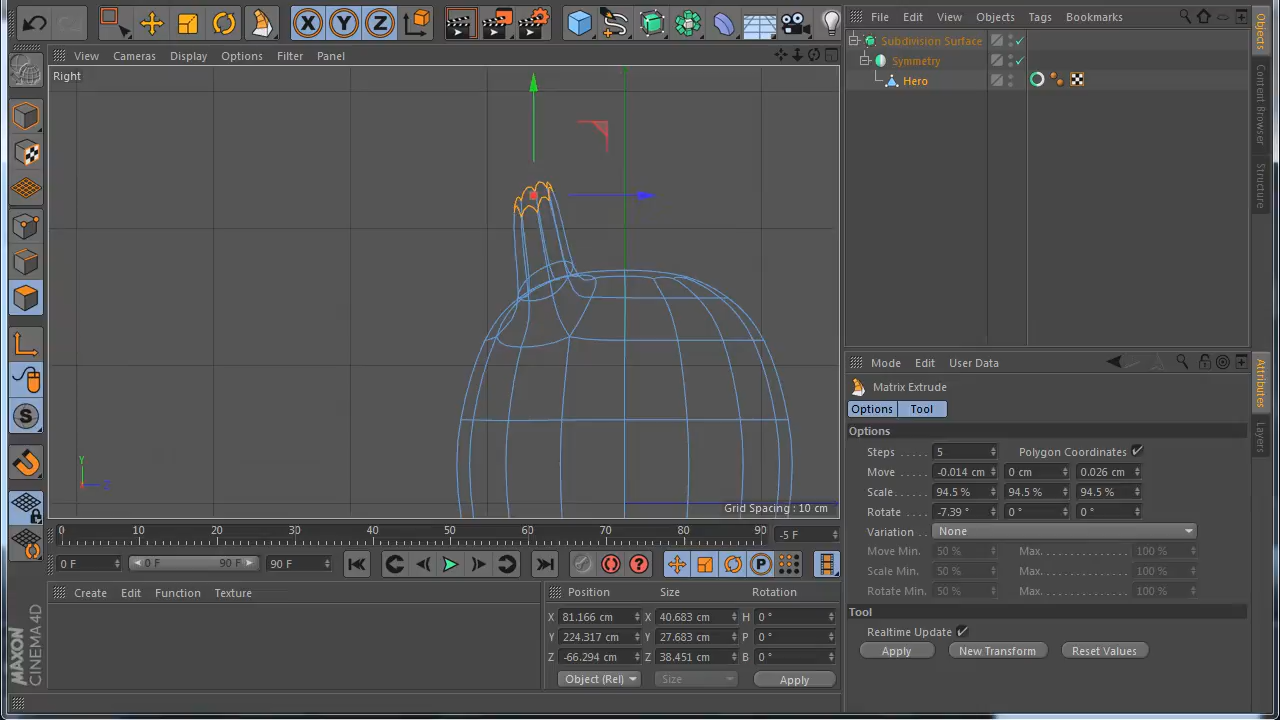 X Y Z
File Edit View Objects Tags Bookmarks
Subdivision Surface
Symmetry
Hero
Objects
Content Browser
Structure
View Cameras Display Options Filter Panel
Right
Y
Z
Grid Spacing : 10 cm
0 10 20 30 40 50 60 70 80 90
-5 F
0 F
0 F 90 F
90 F
P
S
Create Edit Function Texture
MAXON
CINEMA 4D
Position Size Rotation
X 81.166 cm X 40.683 cm H 0 °
Y 224.317 cm Y 27.683 cm P 0 °
Z -66.294 cm Z 38.451 cm B 0 °
Object (Rel) Size Apply
Mode Edit User Data
Attributes
Layers
Matrix Extrude
Options Tool
Options
Steps . . . . . 5 Polygon Coordinates
Move . . . . . -0.014 cm 0 cm 0.026 cm
Scale . . . . . 94.5 % 94.5 % 94.5 %
Rotate . . . . -7.39 ° 0 ° 0 °
Variation . . None
Move Min. 50 % Max. 100 %
Scale Min. 50 % Max. 100 %
Rotate Min. 50 % Max. 100 %
Tool
Realtime Update
Apply New Transform Reset Values